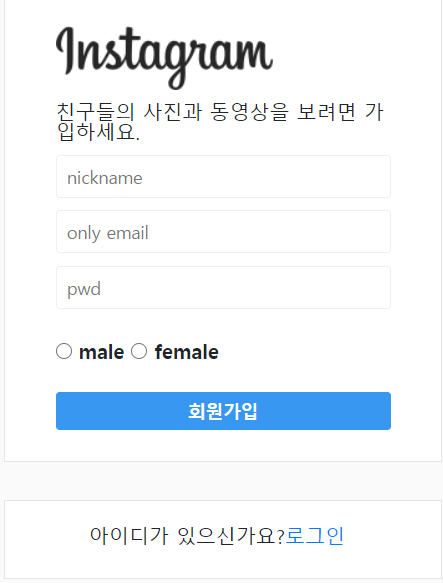 Instagram
친구들의 사진과 동영상을 보려면 가
입하세요.
nickname
only email
pwd
male female
회원가입
아이디가 있으신가요?로그인